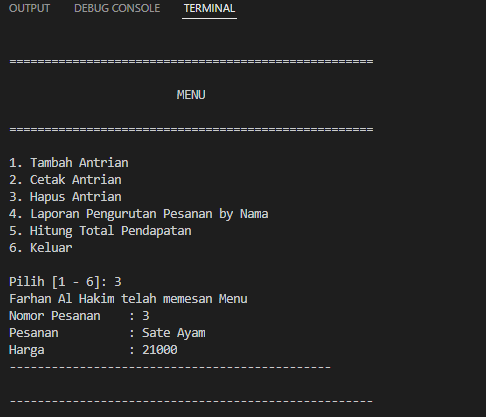 OUTPUT DEBUG CONSOLE TERMINAL
====================================================
MENU
====================================================
1. Tambah Antrian
2. Cetak Antrian
3. Hapus Antrian
4. Laporan Pengurutan Pesanan by Nama
5. Hitung Total Pendapatan
6. Keluar
Pilih [1 - 6]: 3
Farhan Al Hakim telah memesan Menu
Nomor Pesanan : 3
Pesanan : Sate Ayam
Harga : 21000
----------------------------------------------
----------------------------------------------------